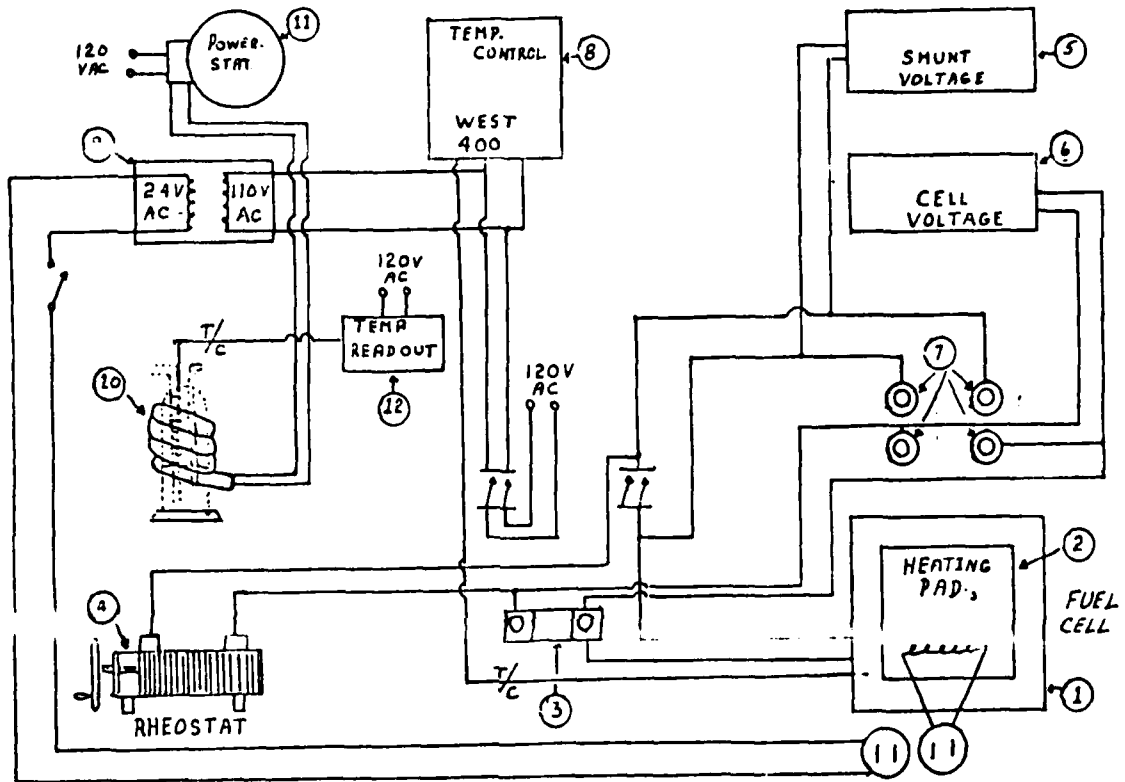 POWER-
STAT
11
120
VAC
TEMP.
CONTROL
WEST
400
8
SHUNT
VOLTAGE
5
CELL
VOLTAGE
6
9
24V
AC
110V
AC
120V
AC
T/C
TEMP
READOUT
12
10
120V
AC
7
HEATING
PAD
2
FUEL
CELL
1
4
RHEOSTAT
T/C
3